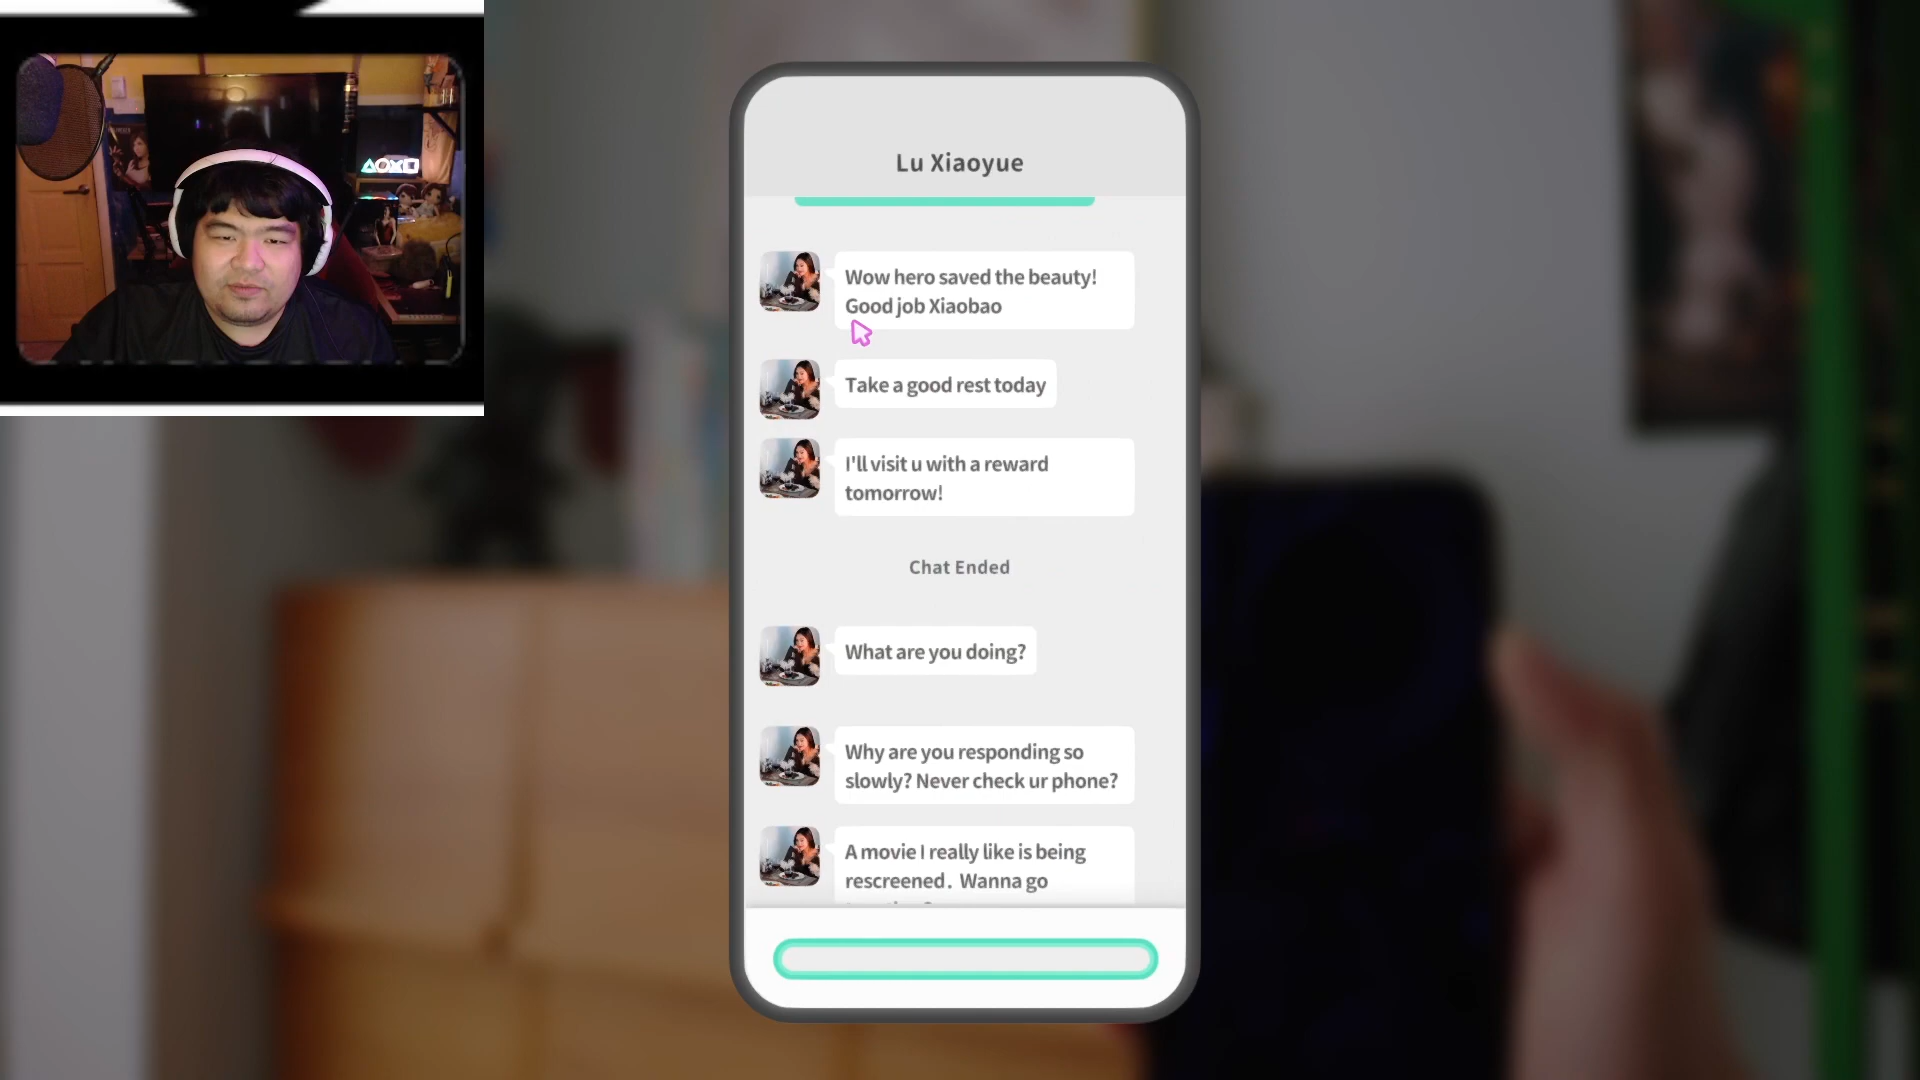 Lu Xiaoyue
Wow hero saved the beauty!
Good job Xiaobao
Take a good rest today
I'll visit u with a reward
tomorrow!
Chat Ended
What are you doing?
Why are you responding so
slowly? Never check ur phone?
A movie I really like is being
rescreened. Wanna go